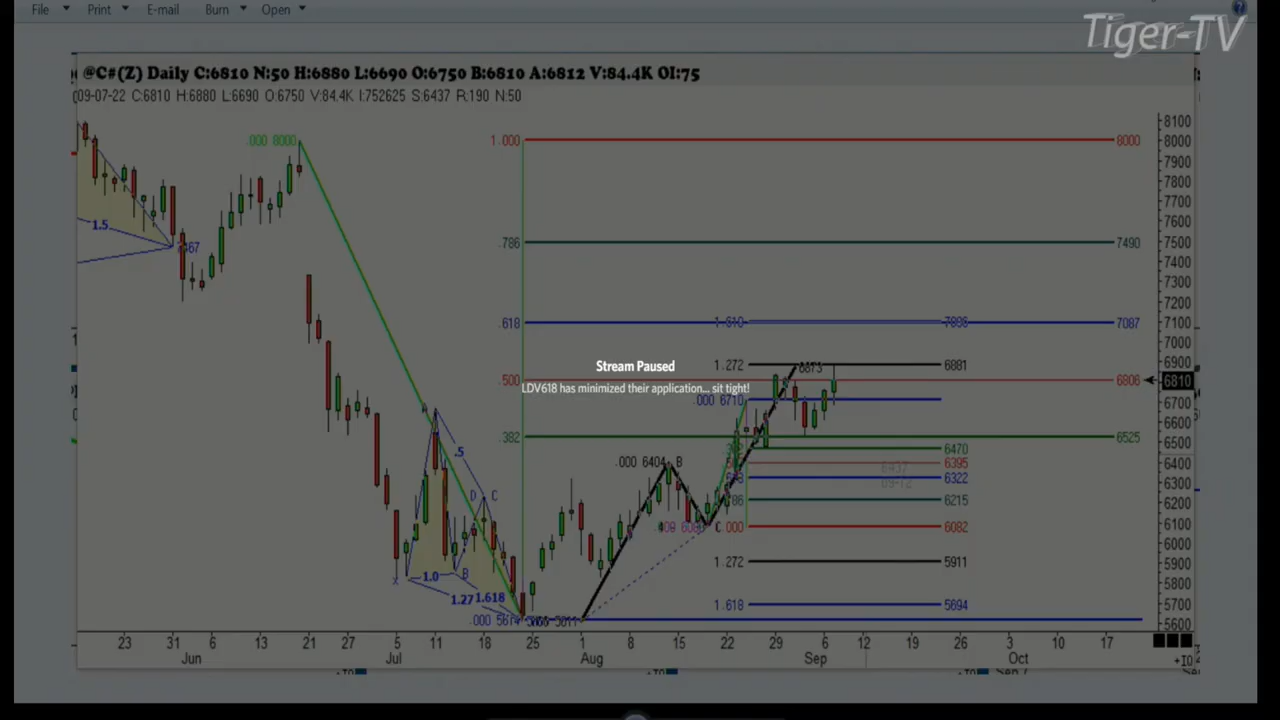 File Print E-mail Burn Open
Tiger-TV
@C#(Z) Daily C:6810 N:50 H:6880 L:6690 O:6750 B:6810 A:6812 V:84.4K OI:75
09-07-22 C:6810 H:6880 L:6690 O:6750 V:84.4K I:752625 S:6437 R:190 N:50
8100
.000 8000 1.000 8000 8000
7900
7800
7700
7600
1.5
.786 7490 7500
7400
7300
7200
7100
.618 7087
7000
6900
Stream Paused 1.272 6873 6881
.500 6806 6810
LDV618 has minimized their application... sit tight!
.000 6710 6700
6600
.382 6525 6500
.5
6470
.000 6404 B 6395 6400
6437
09-12
6322 6300
D C 6215 6200
C .000 6082 6100
6000
1.272 5911 5900
X 1.0 B 5800
1.27 1.618 1.618 5694 5700
5600
23 31 6 13 21 27 5 11 18 25 1 8 15 22 29 6 12 19 26 3 10 17
Jun Jul Aug Sep Oct